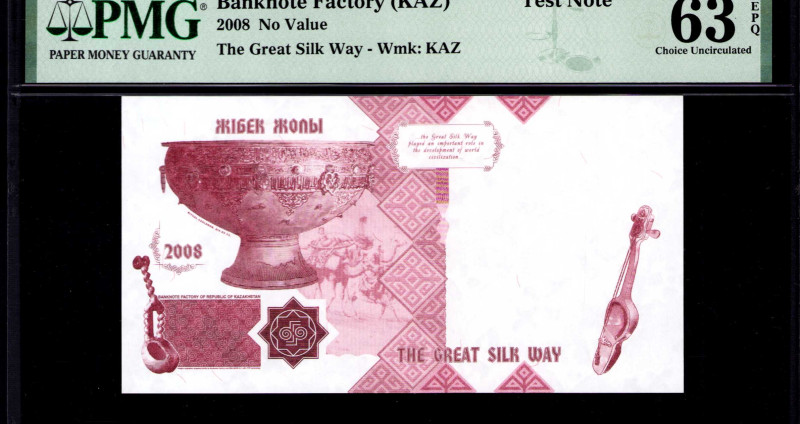 PMG®
PAPER MONEY GUARANTY
Banknote Factory (KAZ)
2008 No Value
The Great Silk Way - Wmk: KAZ
Test Note
63
EPQ
Choice Uncirculated
ЖІБЕК ЖОЛЫ
...the Great Silk Way
played an important role in
the development of world
civilization...
2008
BANKNOTE FACTORY OF REPUBLIC OF KAZAKHSTAN
THE GREAT SILK WAY